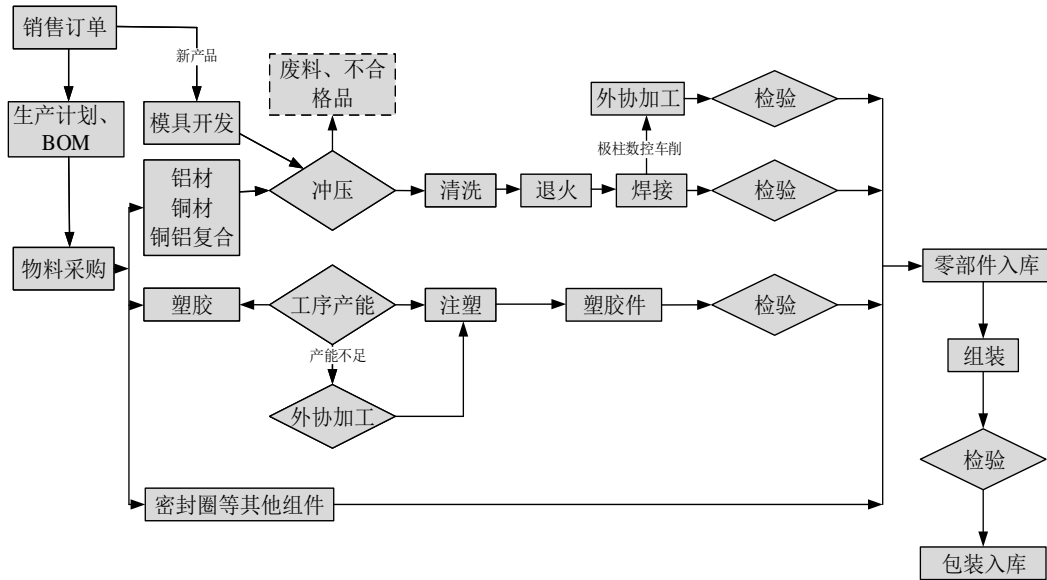 销售订单
新产品
废料、不合
格品
生产计划、
BOM
模具开发
外协加工
检验
极柱数控车削
铝材
铜材
铜铝复合
冲压
清洗
退火
焊接
检验
物料采购
零部件入库
塑胶
工序产能
注塑
塑胶件
检验
产能不足
组装
外协加工
检验
密封圈等其他组件
包装入库